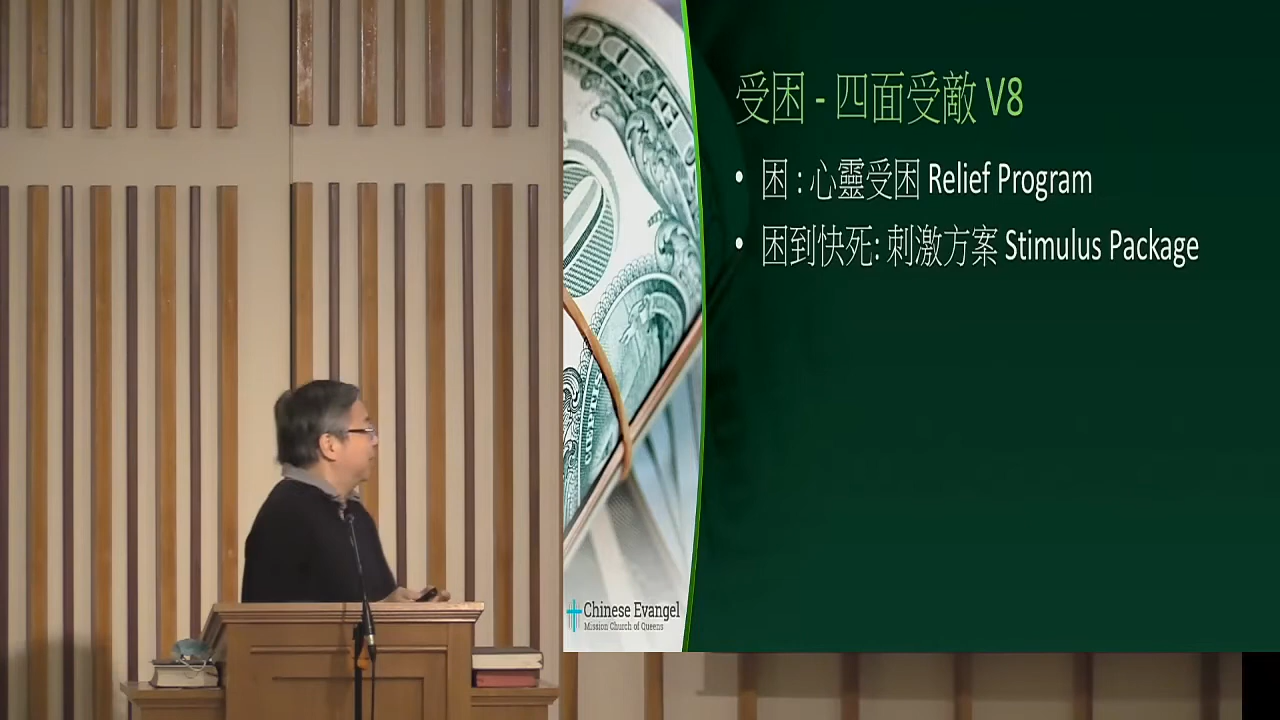 受困 - 四面受敵 V8
• 困 : 心靈受困 Relief Program
• 困到快死: 刺激方案 Stimulus Package
Chinese Evangel
Mission Church of Queens